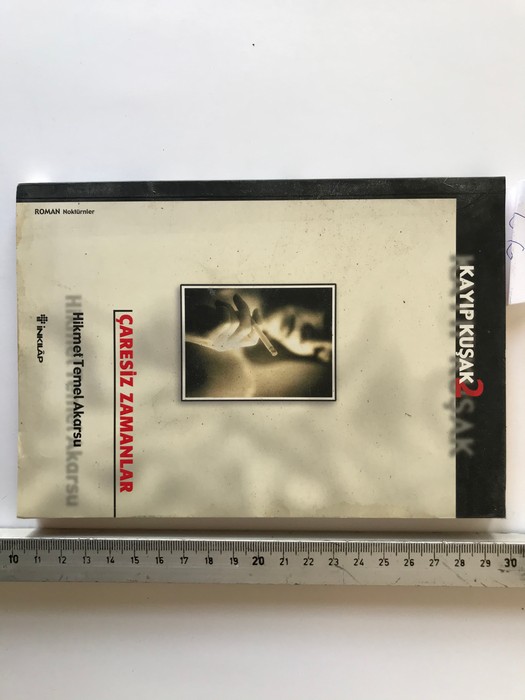 KAYIP KUŞAK 2
ÇARESİZ ZAMANLAR
Hikmet Temel Akarsu
İNKILÂP
ROMAN Noktürnler
10 11 12 13 14 15 16 17 18 19 20 21 22 23 24 25 26 27 28 29 30